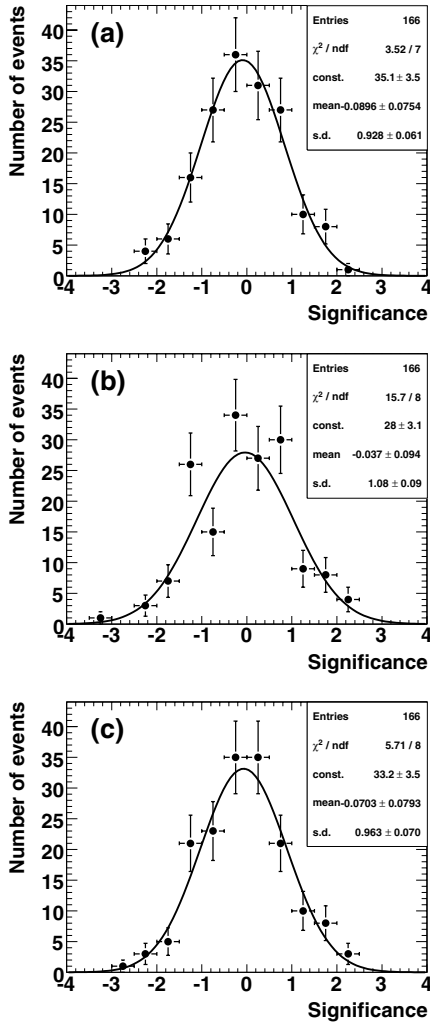 (a)
Entries 166
χ² / ndf 3.52 / 7
const. 35.1 ± 3.5
mean -0.0896 ± 0.0754
s.d. 0.928 ± 0.061
Number of events
40
35
30
25
20
15
10
5
0
-4 -3 -2 -1 0 1 2 3 4
Significance
(b)
Entries 166
χ² / ndf 15.7 / 8
const. 28 ± 3.1
mean -0.037 ± 0.094
s.d. 1.08 ± 0.09
Number of events
40
35
30
25
20
15
10
5
0
-4 -3 -2 -1 0 1 2 3 4
Significance
(c)
Entries 166
χ² / ndf 5.71 / 8
const. 33.2 ± 3.5
mean -0.0703 ± 0.0793
s.d. 0.963 ± 0.070
Number of events
40
35
30
25
20
15
10
5
0
-4 -3 -2 -1 0 1 2 3 4
Significance